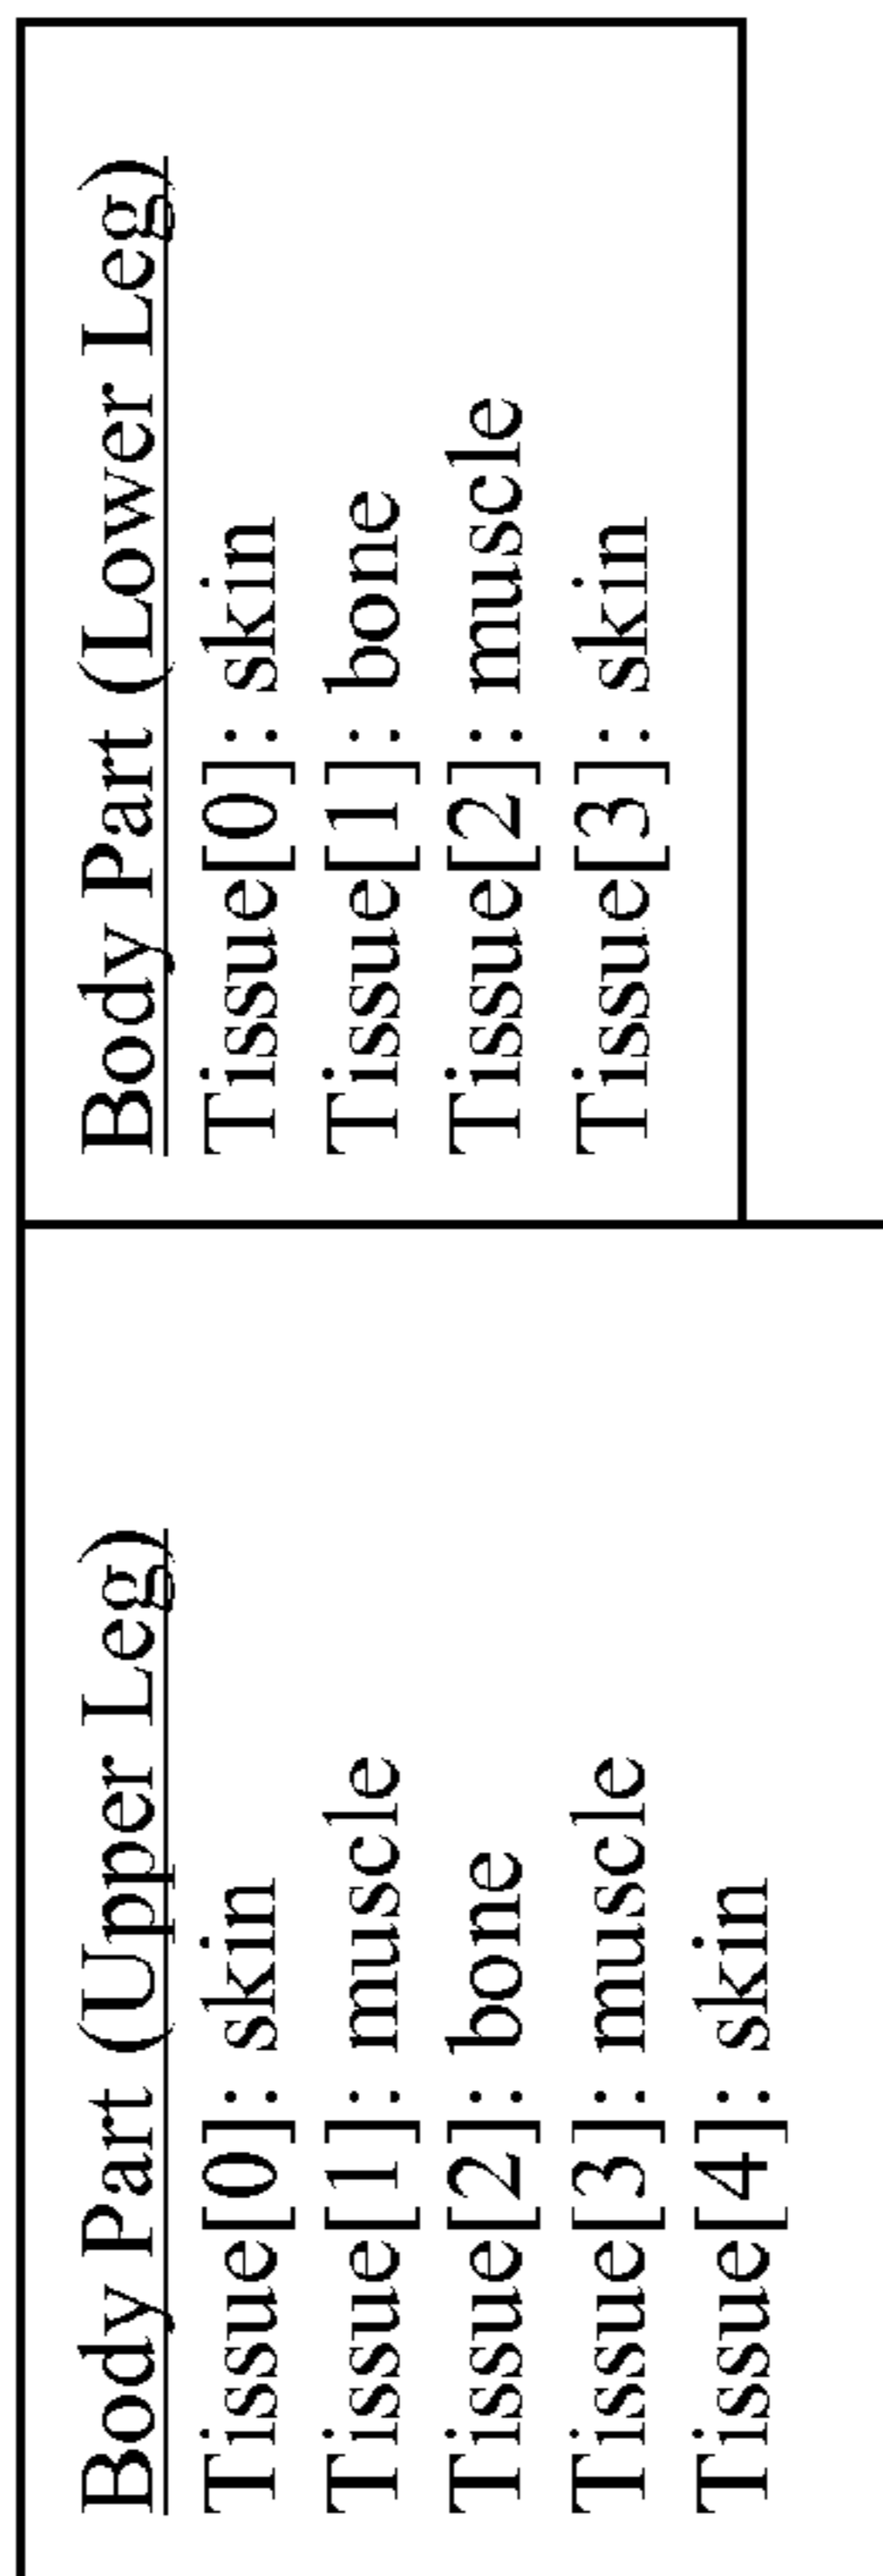 Body Part (Upper Leg)
Tissue[0]: skin
Tissue[1]: muscle
Tissue[2]: bone
Tissue[3]: muscle
Tissue[4]: skin
Body Part (Lower Leg)
Tissue[0]: skin
Tissue[1]: bone
Tissue[2]: muscle
Tissue[3]: skin